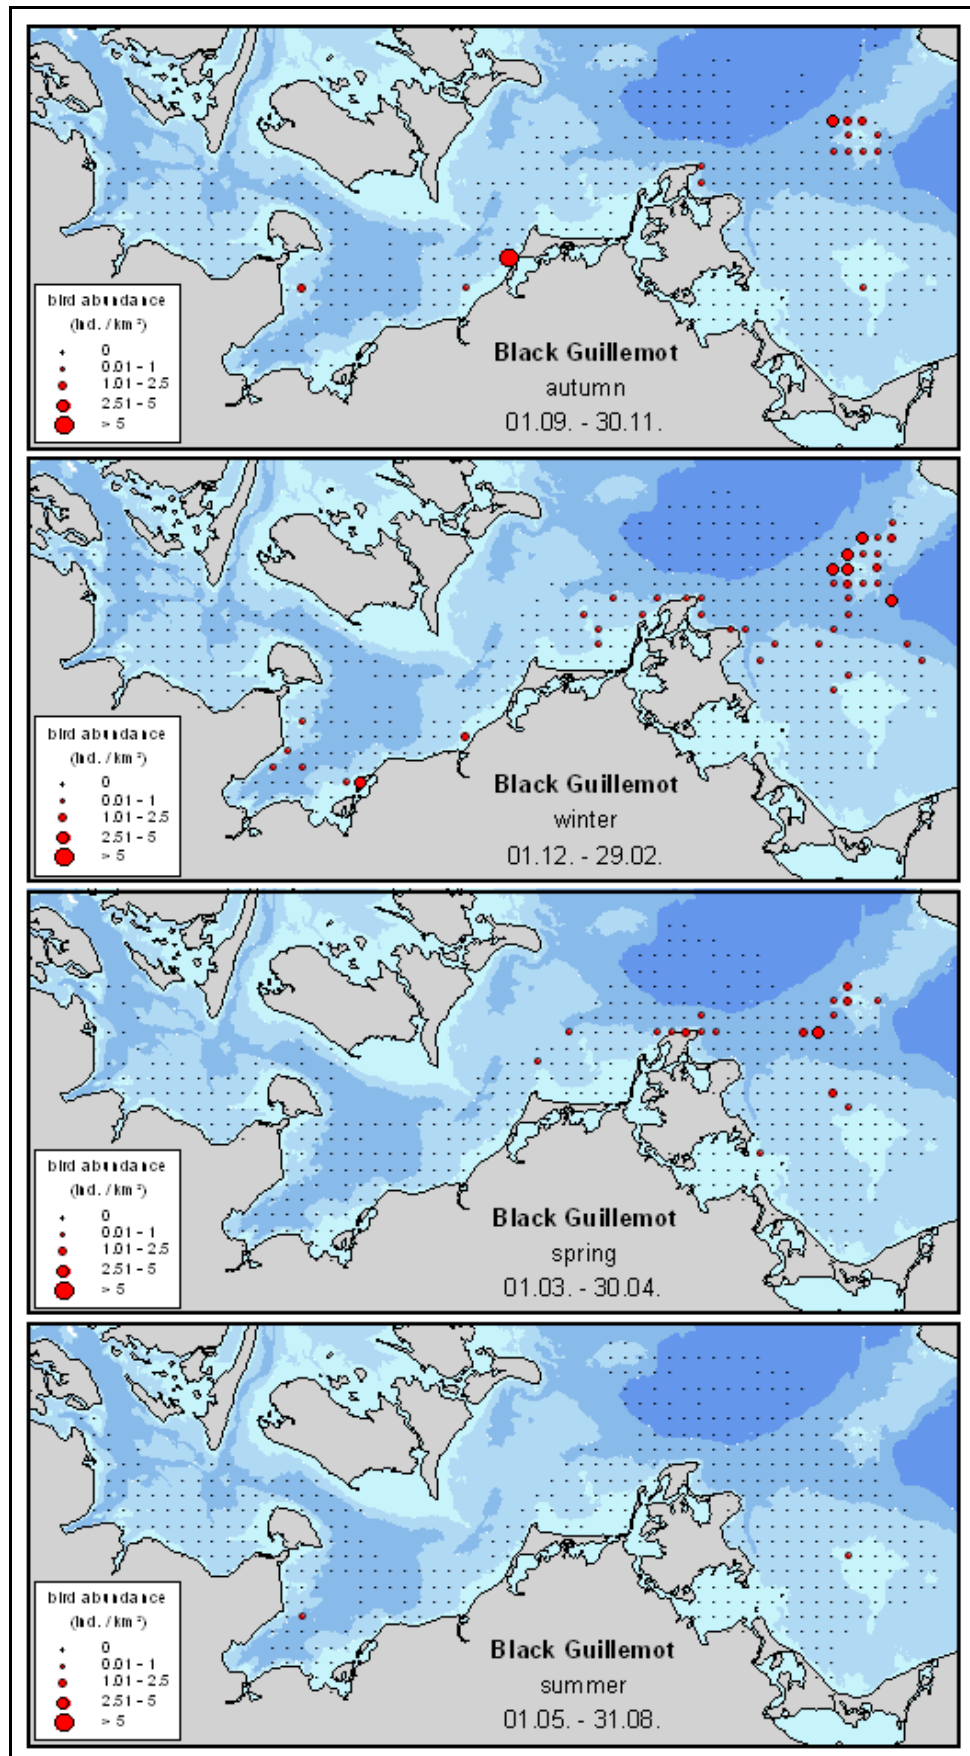 bird abundance
(Ind. / km²)
0
0.01 - 1
1.01 - 2.5
2.51 - 5
> 5
Black Guillemot
autumn
01.09. - 30.11.
bird abundance
(Ind. / km²)
0
0.01 - 1
1.01 - 2.5
2.51 - 5
> 5
Black Guillemot
winter
01.12. - 29.02.
bird abundance
(Ind. / km²)
0
0.01 - 1
1.01 - 2.5
2.51 - 5
> 5
Black Guillemot
spring
01.03. - 30.04.
bird abundance
(Ind. / km²)
0
0.01 - 1
1.01 - 2.5
2.51 - 5
> 5
Black Guillemot
summer
01.05. - 31.08.